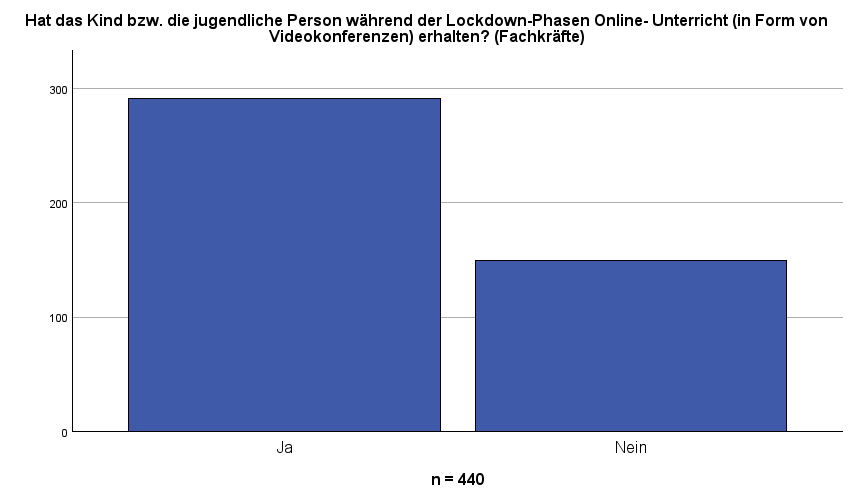 Hat das Kind bzw. die jugendliche Person während der Lockdown-Phasen Online- Unterricht (in Form von
Videokonferenzen) erhalten? (Fachkräfte)
300
200
100
0
Ja
Nein
n = 440